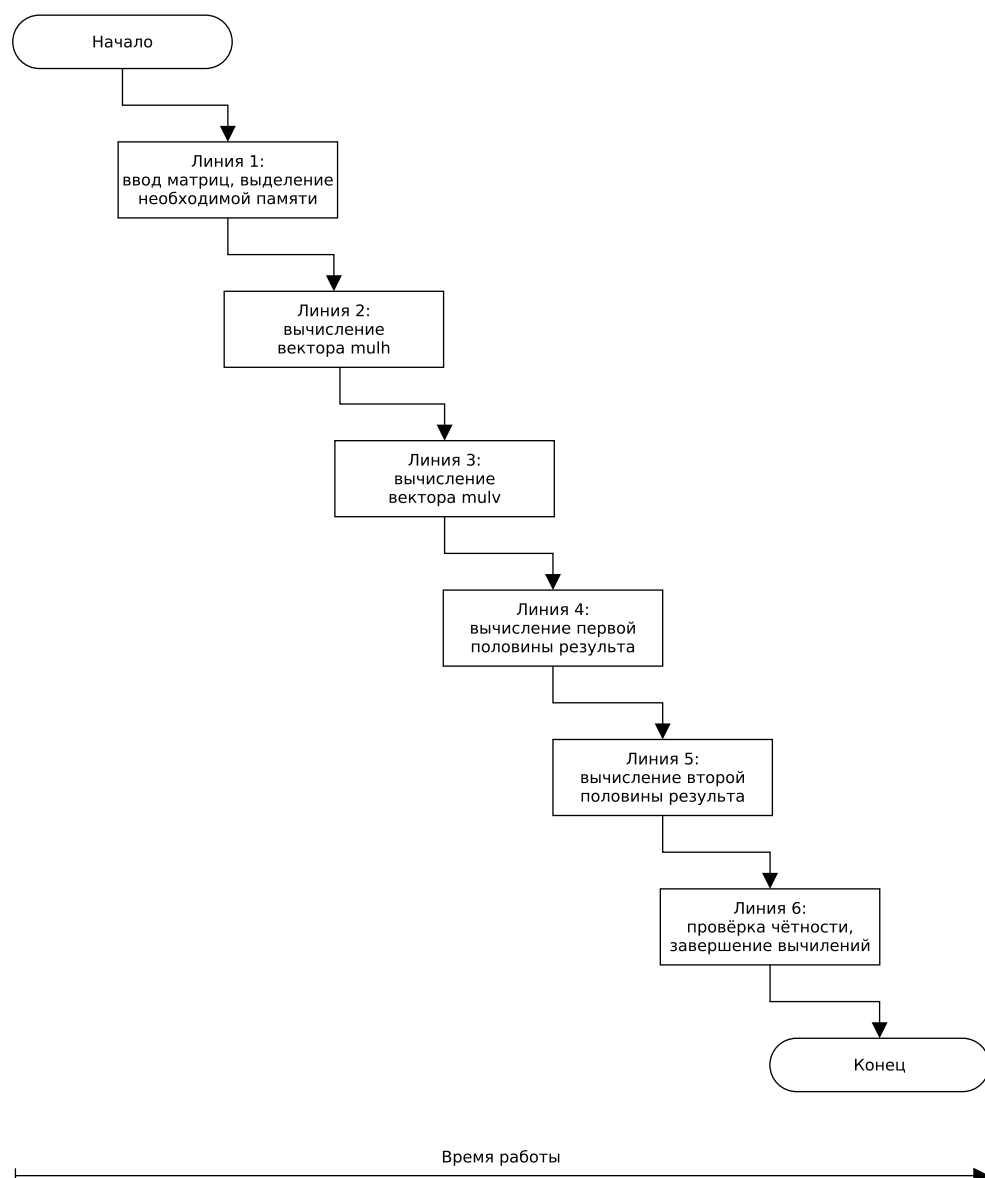 Начало
Линия 1:
ввод матриц, выделение
необходимой памяти
Линия 2:
вычисление
вектора mulh
Линия 3:
вычисление
вектора mulv
Линия 4:
вычисление первой
половины результа
Линия 5:
вычисление второй
половины результа
Линия 6:
провёрка чётности,
завершение вычилений
Конец
Время работы